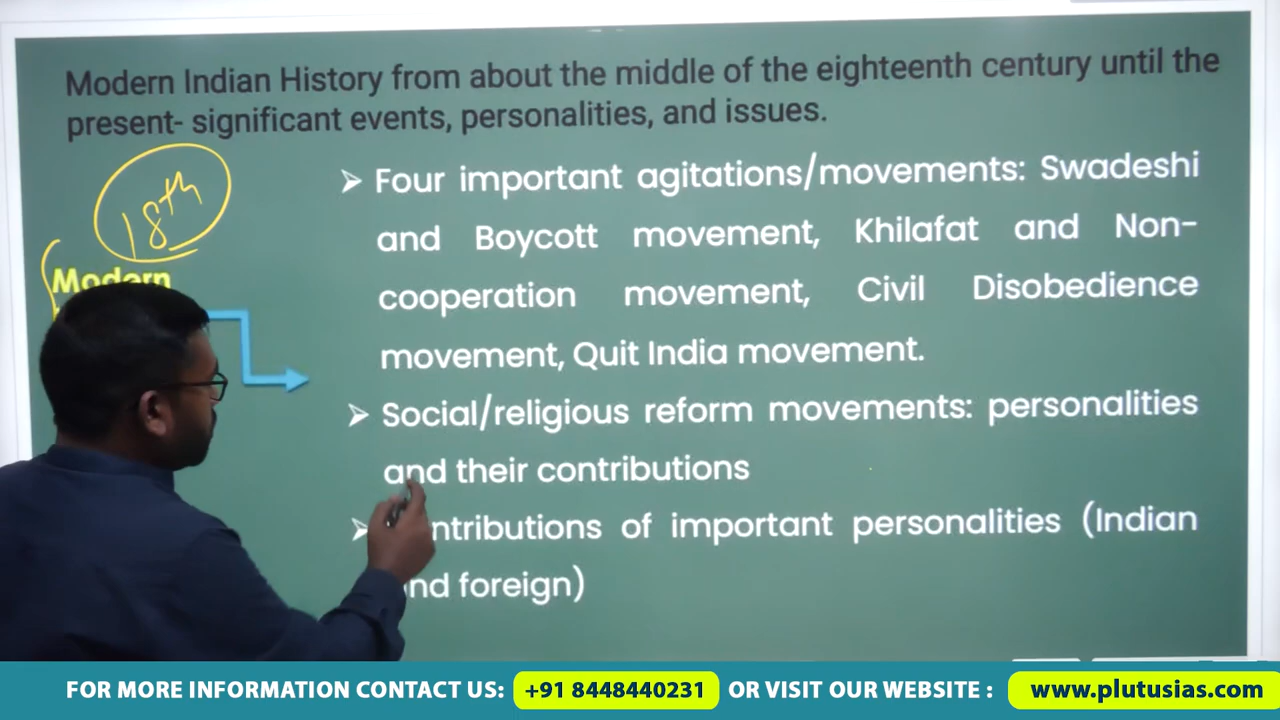 Modern Indian History from about the middle of the eighteenth century until the
present- significant events, personalities, and issues.
18th
Modern
➢ Four important agitations/movements: Swadeshi
and Boycott movement, Khilafat and Non-
cooperation movement, Civil Disobedience
movement, Quit India movement.
➢ Social/religious reform movements: personalities
and their contributions
➢ ntributions of important personalities (Indian
nd foreign)
FOR MORE INFORMATION CONTACT US: +91 8448440231 OR VISIT OUR WEBSITE : www.plutusias.com